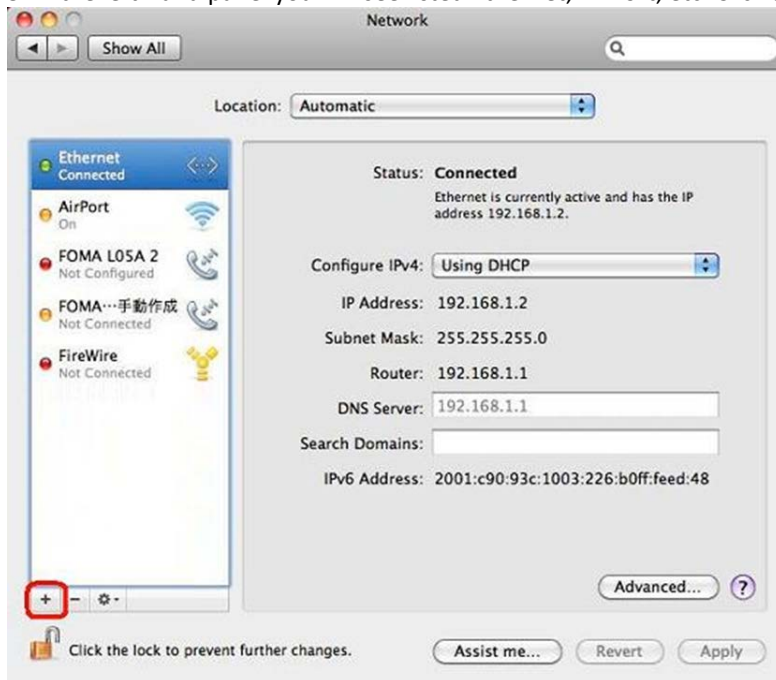 Network
Show All
Location: Automatic
Ethernet
Connected
AirPort
On
FOMA L05A 2
Not Configured
FOMA…手動作成
Not Connected
FireWire
Not Connected
+ −
Status: Connected
Ethernet is currently active and has the IP
address 192.168.1.2.
Configure IPv4: Using DHCP
IP Address: 192.168.1.2
Subnet Mask: 255.255.255.0
Router: 192.168.1.1
DNS Server: 192.168.1.1
Search Domains:
IPv6 Address: 2001:c90:93c:1003:226:b0ff:feed:48
Advanced... ?
Click the lock to prevent further changes.
Assist me... Revert Apply